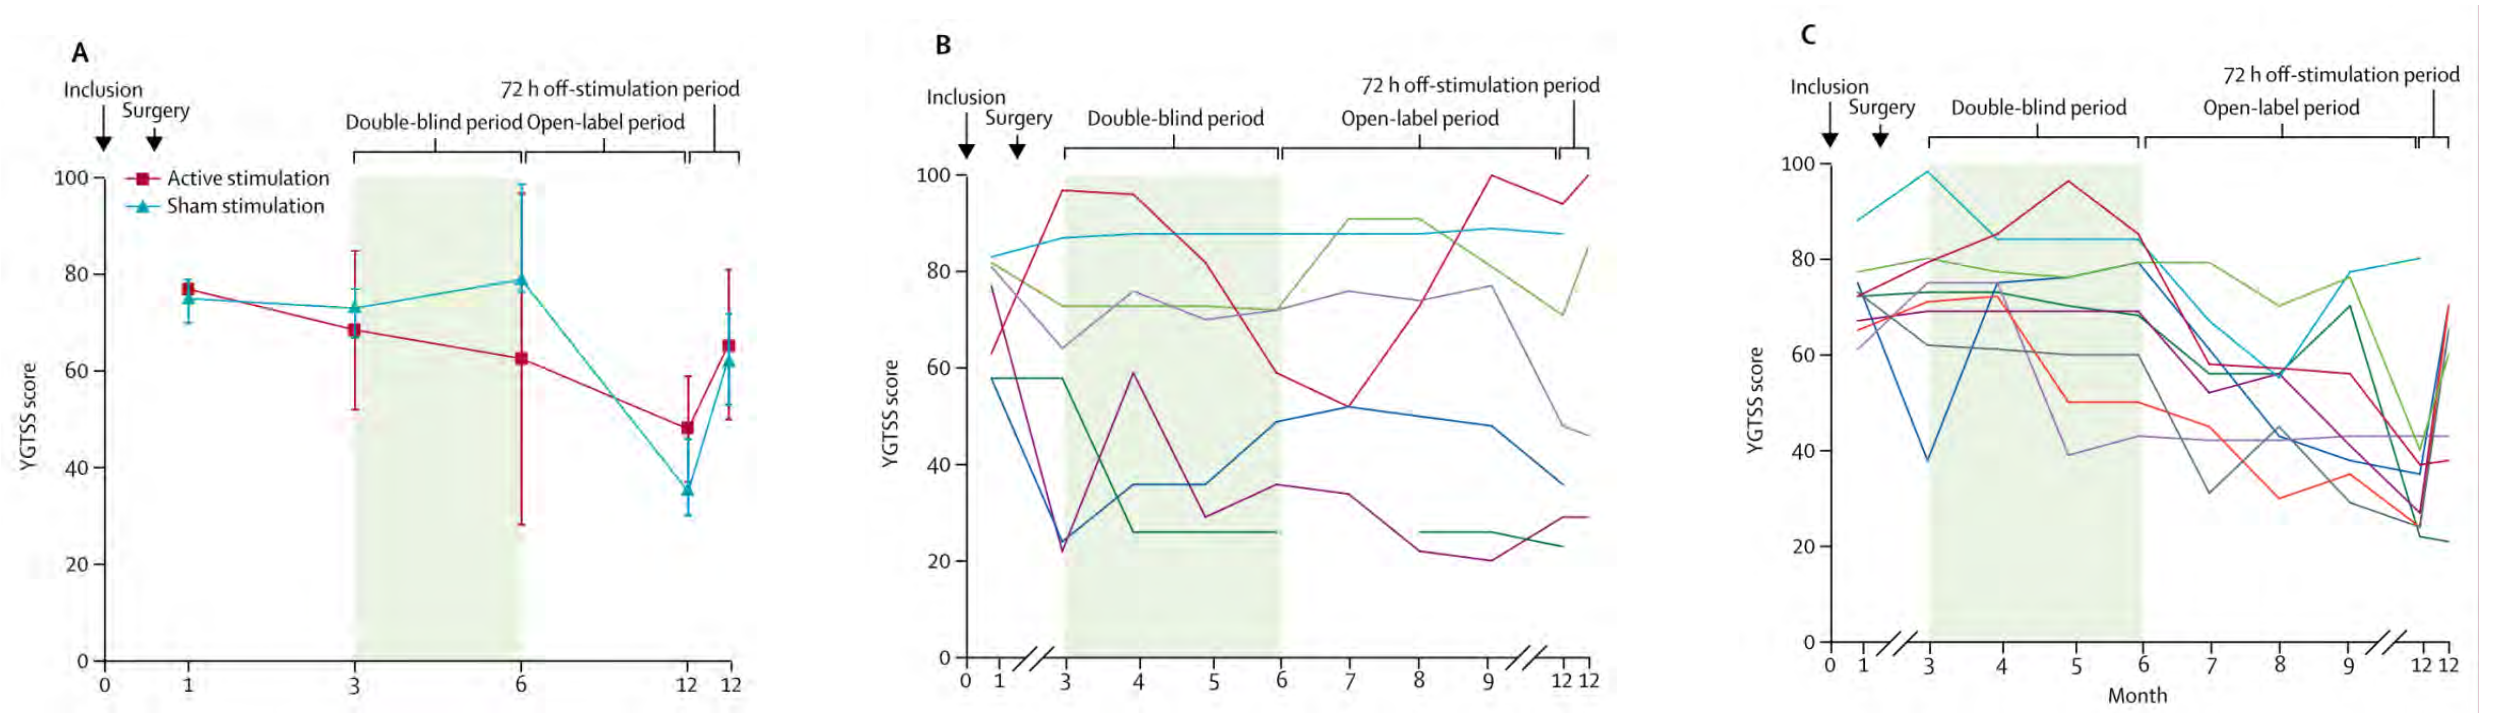 A
Inclusion
Surgery
72 h off-stimulation period
Double-blind period
Open-label period
Active stimulation
Sham stimulation
YGTSS score
100
80
60
40
20
0
0 1 3 6 12 12
B
Inclusion
Surgery
72 h off-stimulation period
Double-blind period
Open-label period
YGTSS score
100
80
60
40
20
0
0 1 3 4 5 6 7 8 9 12 12
C
Inclusion
Surgery
72 h off-stimulation period
Double-blind period
Open-label period
YGTSS score
100
80
60
40
20
0
0 1 3 4 5 6 7 8 9 12 12
Month